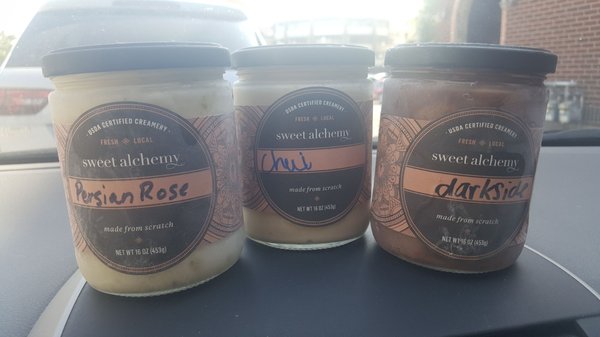 USDA CERTIFIED CREAMERY
FRESH LOCAL
sweet alchemy
Persian Rose
made from scratch
NET WT 16 OZ (453g)
USDA CERTIFIED CREAMERY
FRESH LOCAL
sweet alchemy
Chai
made from scratch
NET WT 16 OZ (453g)
USDA CERTIFIED CREAMERY
FRESH LOCAL
sweet alchemy
darkside
made from scratch
NET WT 16 OZ (453g)